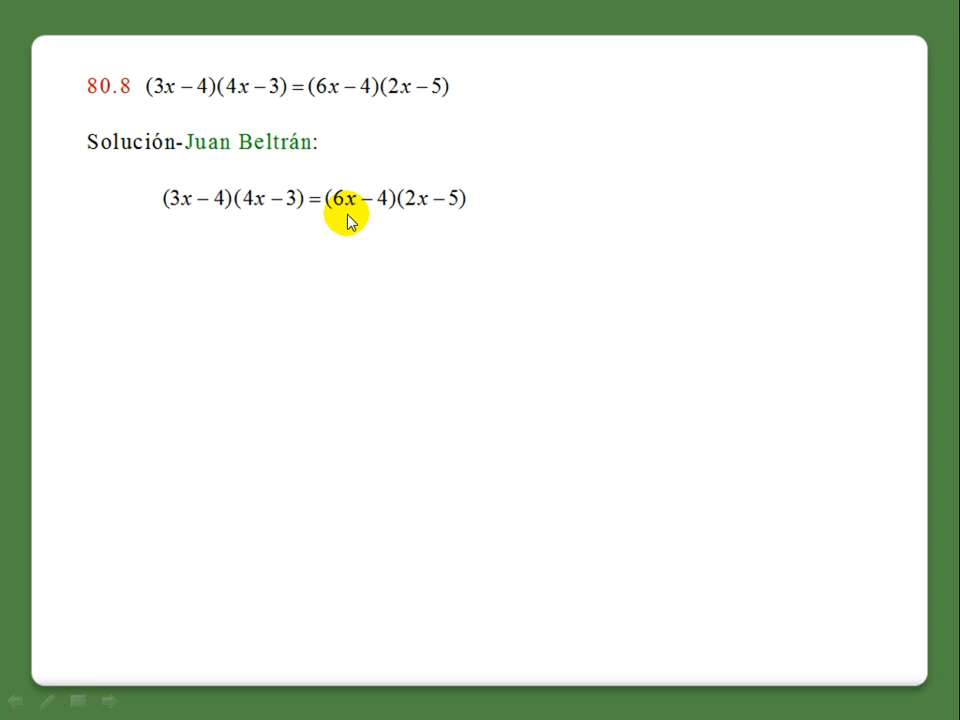 80.8 (3x − 4)(4x − 3) = (6x − 4)(2x − 5)
Solución-Juan Beltrán:
(3x − 4)(4x − 3) = (6x − 4)(2x − 5)